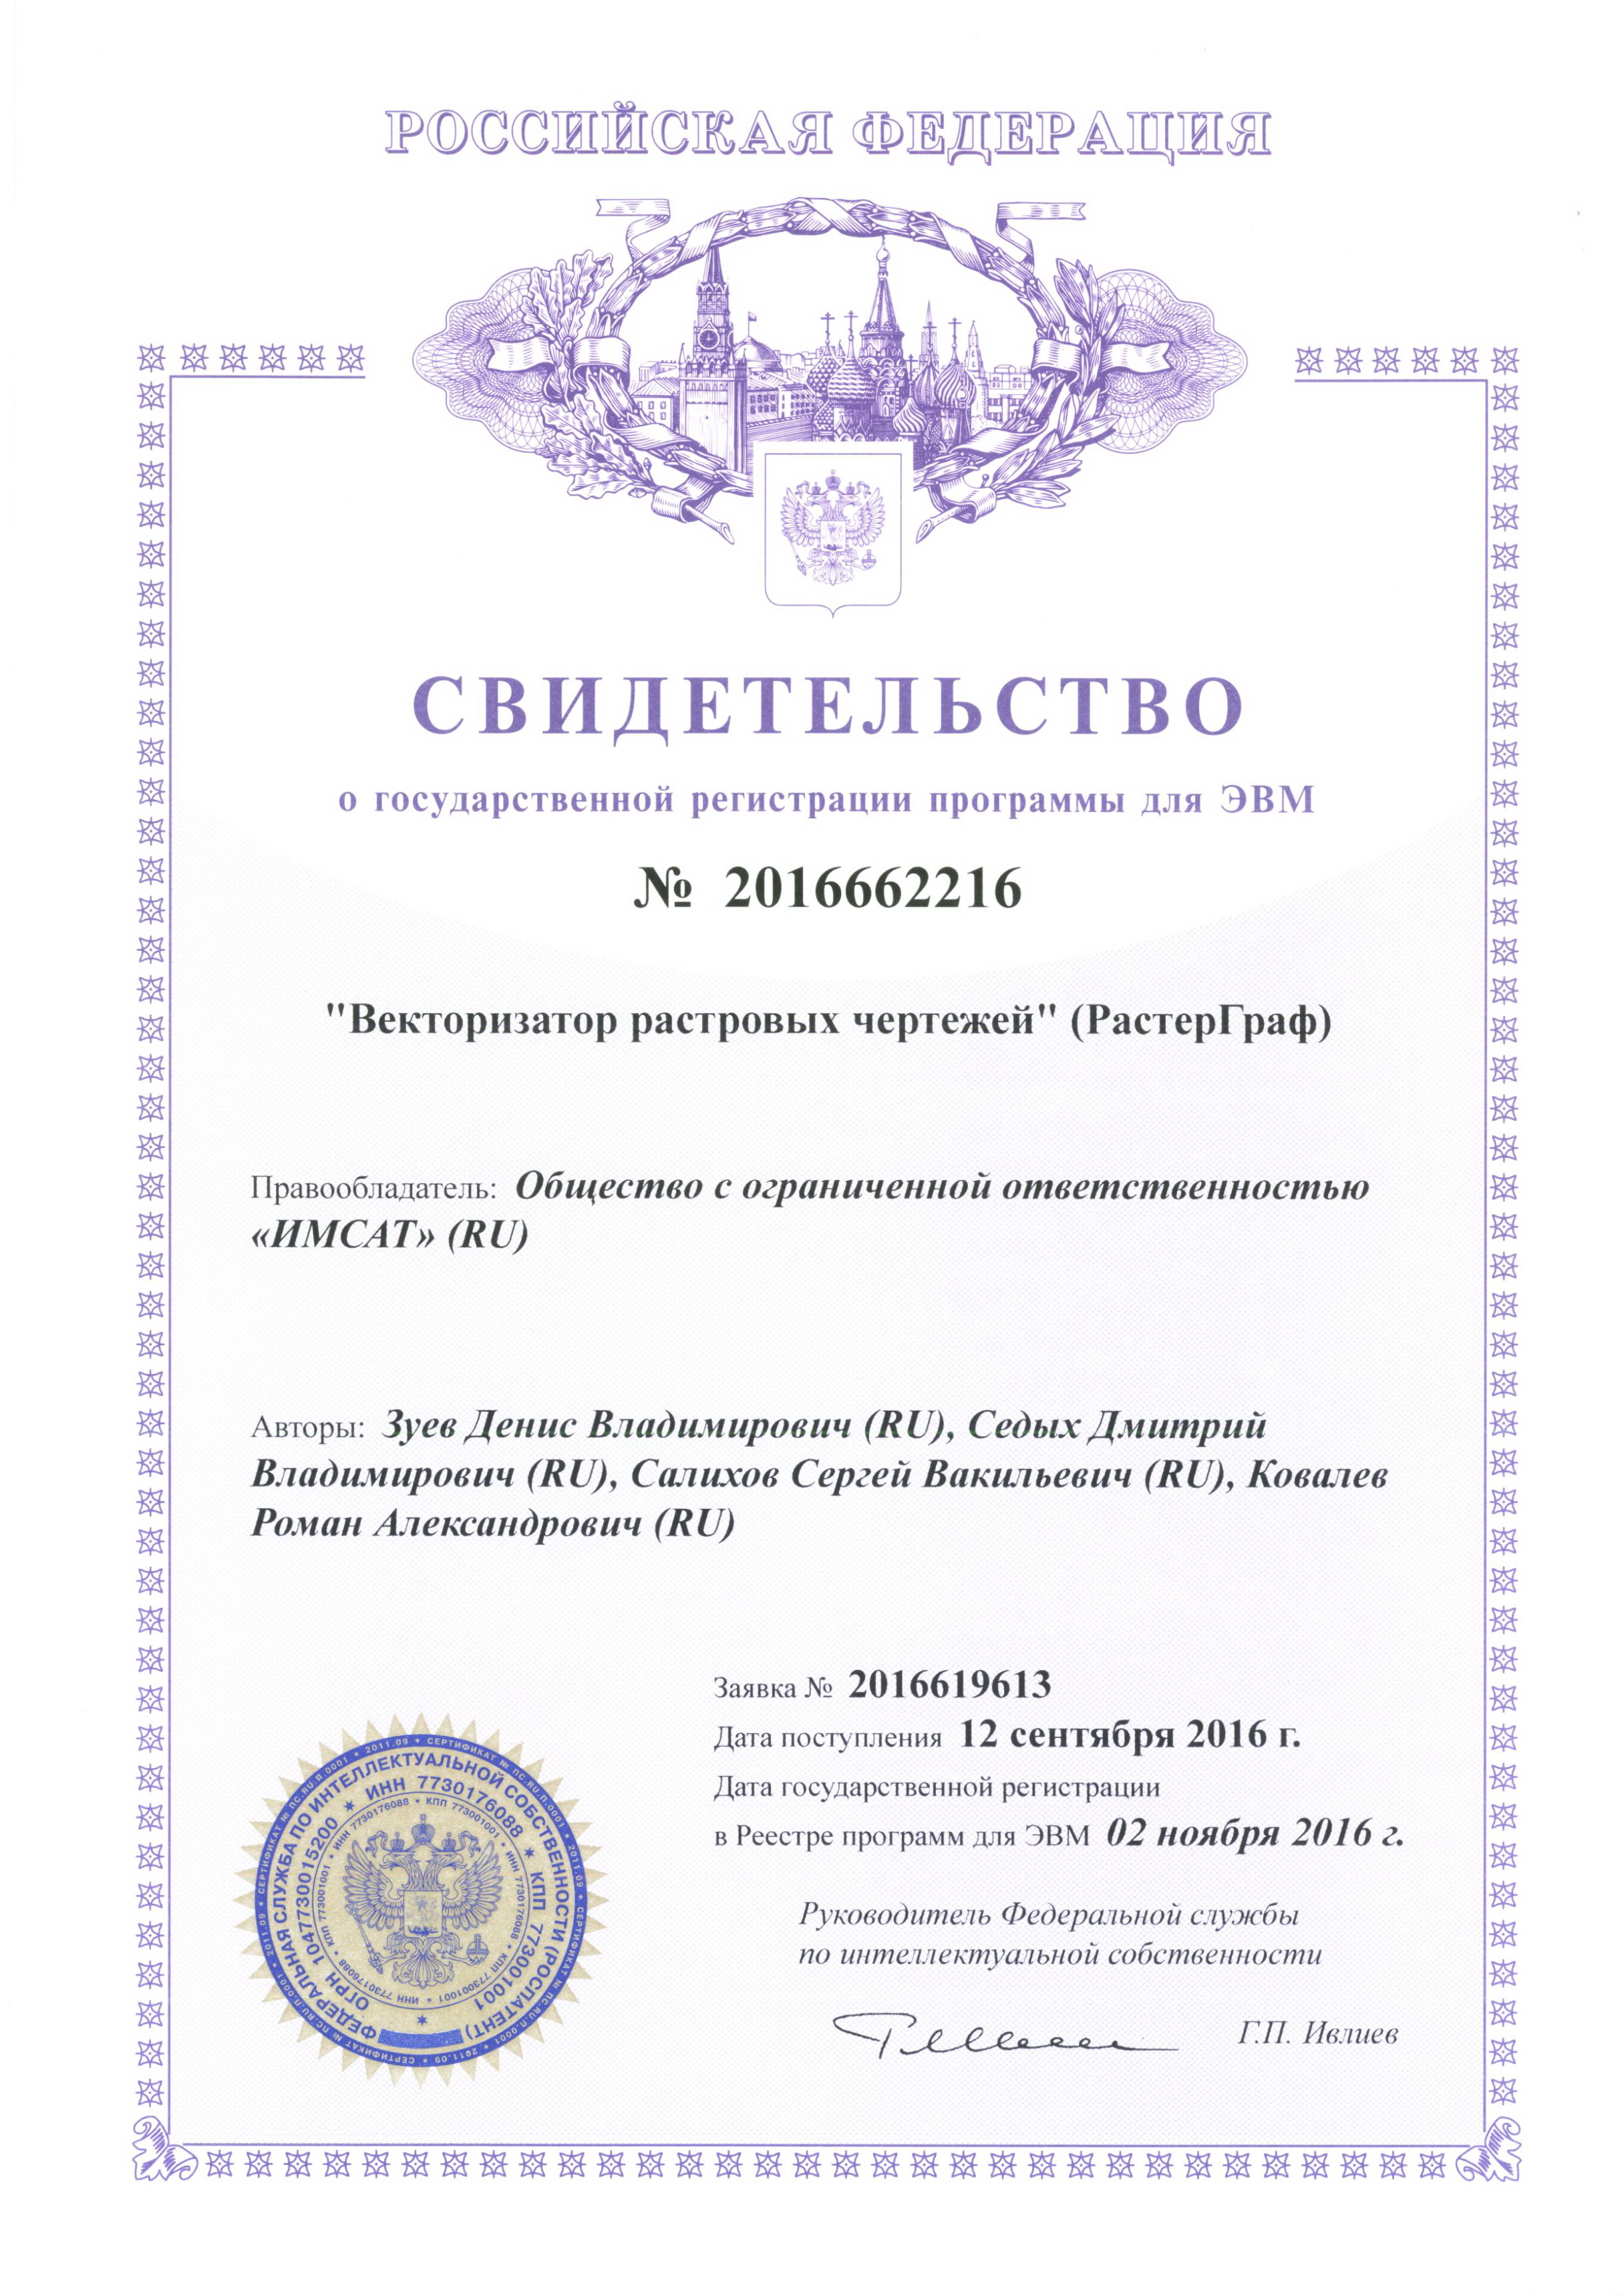 РОССИЙСКАЯ ФЕДЕРАЦИЯ
СВИДЕТЕЛЬСТВО
о государственной регистрации программы для ЭВМ
№ 2016662216
"Векторизатор растровых чертежей" (РастерГраф)
Правообладатель: Общество с ограниченной ответственностью
«ИМСАТ» (RU)
Авторы: Зуев Денис Владимирович (RU), Седых Дмитрий
Владимирович (RU), Салихов Сергей Вакильевич (RU), Ковалев
Роман Александрович (RU)
Заявка № 2016619613
Дата поступления 12 сентября 2016 г.
Дата государственной регистрации
в Реестре программ для ЭВМ 02 ноября 2016 г.
Руководитель Федеральной службы
по интеллектуальной собственности
Г.П. Ивлиев
ФЕДЕРАЛЬНАЯ СЛУЖБА ПО ИНТ�еллЕКТУАЛЬНОЙ СОБСТВЕННОСТИ (РОСПАТЕНТ)
ОГРН 1047730015200 * ИНН 7730176088 * КПП 773001001 *